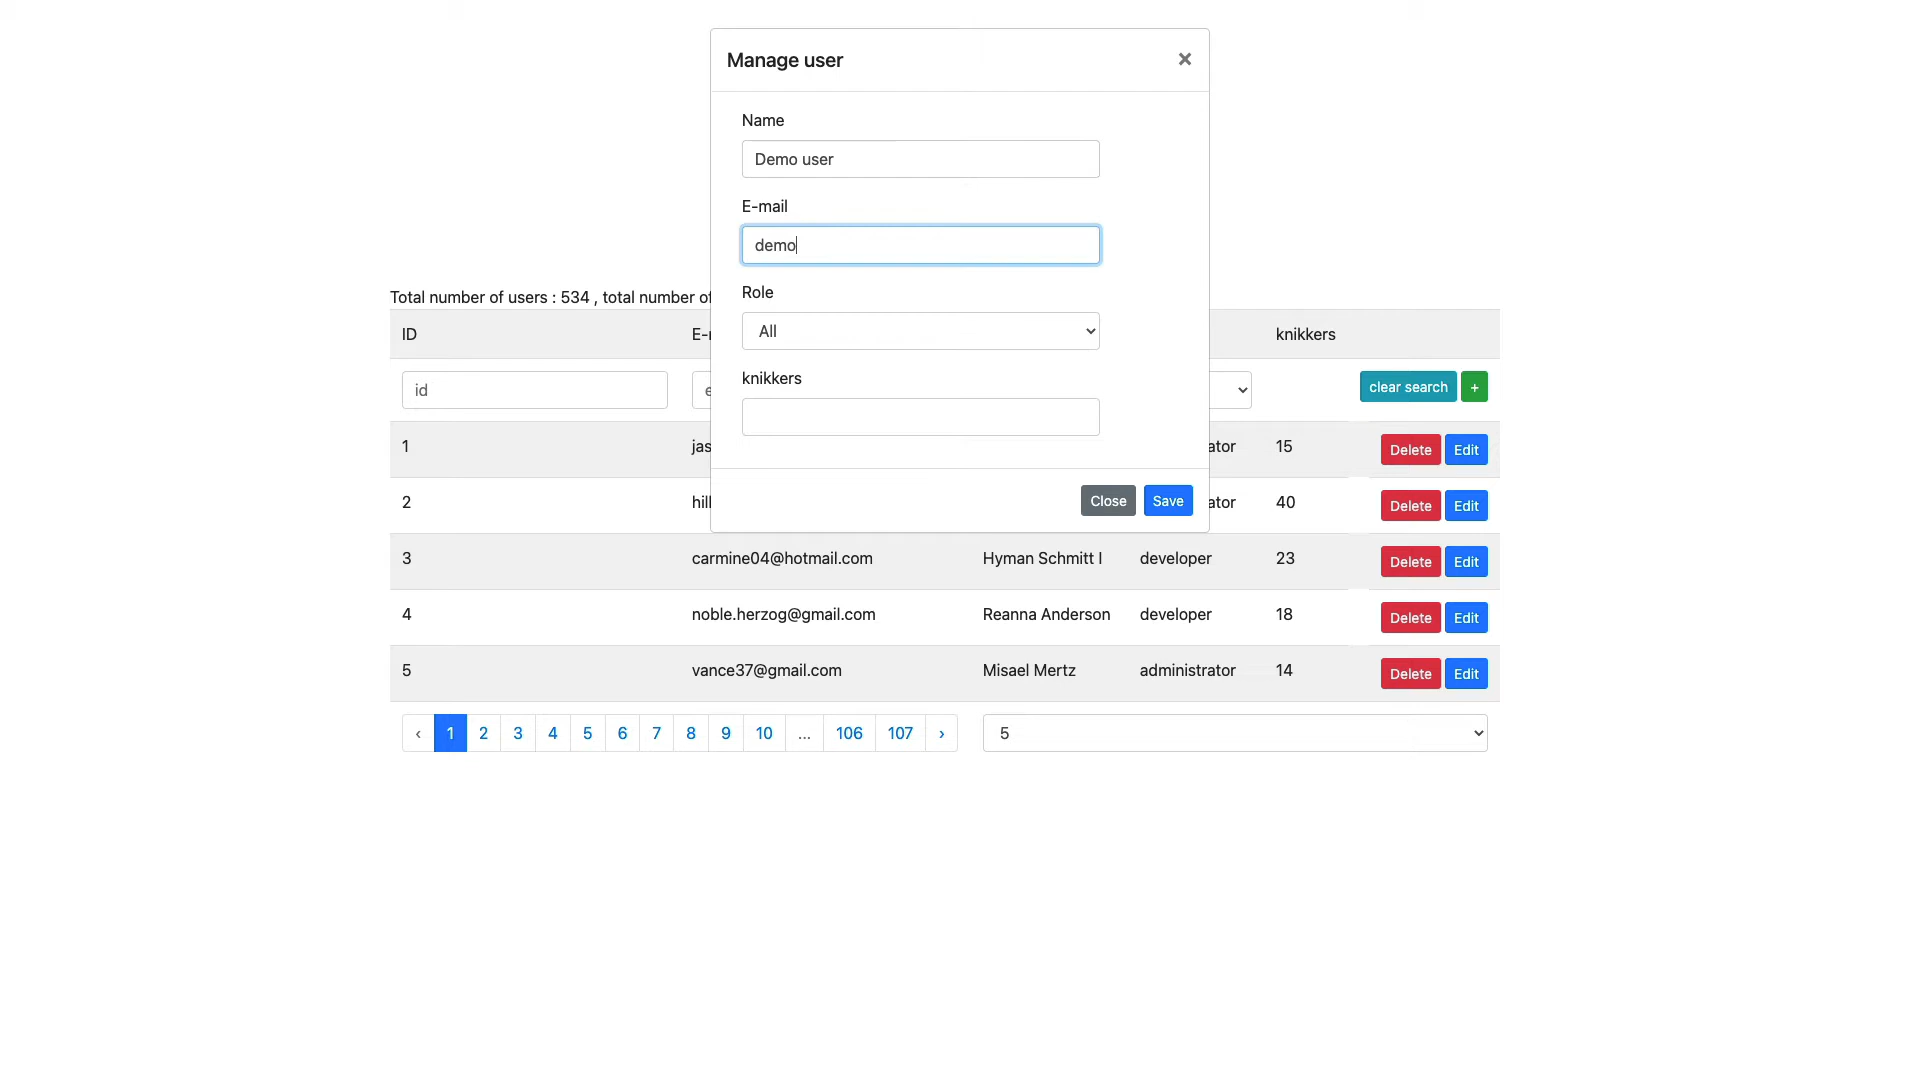 Manage user ×
Name
Demo user
E-mail
demo
Role
All
knikkers
Close Save
Total number of users : 534 , total number of
ID E- knikkers
id e clear search +
1 jas ator 15 Delete Edit
2 hill ator 40 Delete Edit
3 carmine04@hotmail.com Hyman Schmitt I developer 23 Delete Edit
4 noble.herzog@gmail.com Reanna Anderson developer 18 Delete Edit
5 vance37@gmail.com Misael Mertz administrator 14 Delete Edit
‹ 1 2 3 4 5 6 7 8 9 10 ... 106 107 › 5